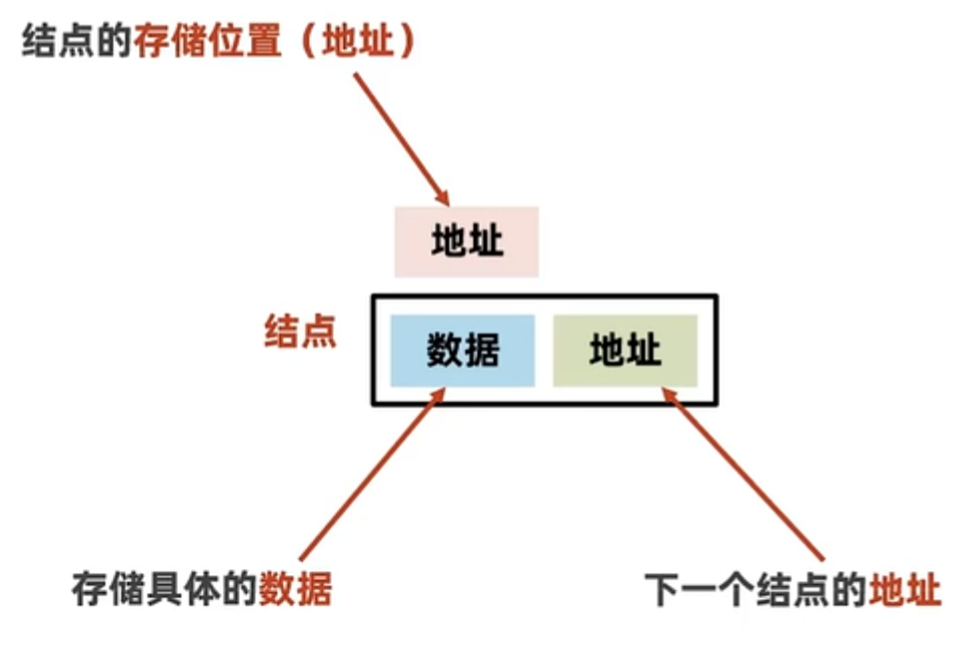 结点的存储位置（地址）
地址
结点
数据 地址
存储具体的数据
下一个结点的地址